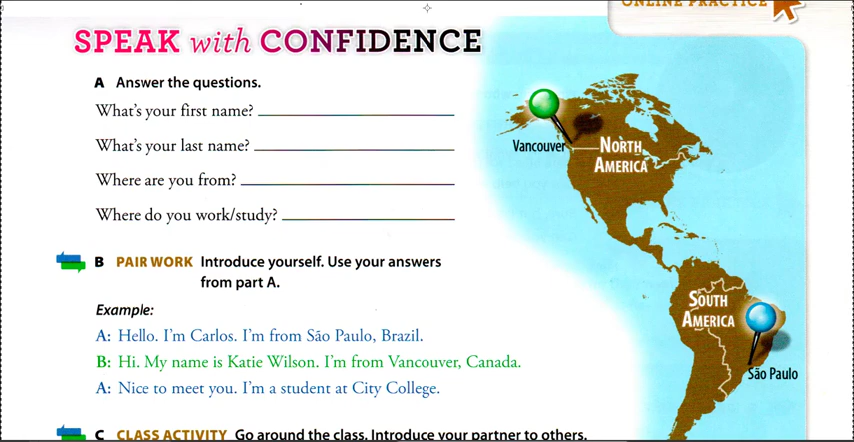 ONLINE PRACTICE
SPEAK with CONFIDENCE
A Answer the questions.
What's your first name?
What's your last name?
Where are you from?
Where do you work/study?
B PAIR WORK Introduce yourself. Use your answers
from part A.
Example:
A: Hello. I'm Carlos. I'm from São Paulo, Brazil.
B: Hi. My name is Katie Wilson. I'm from Vancouver, Canada.
A: Nice to meet you. I'm a student at City College.
C CLASS ACTIVITY Go around the class. Introduce your partner to others.
Vancouver
NORTH
AMERICA
SOUTH
AMERICA
São Paulo